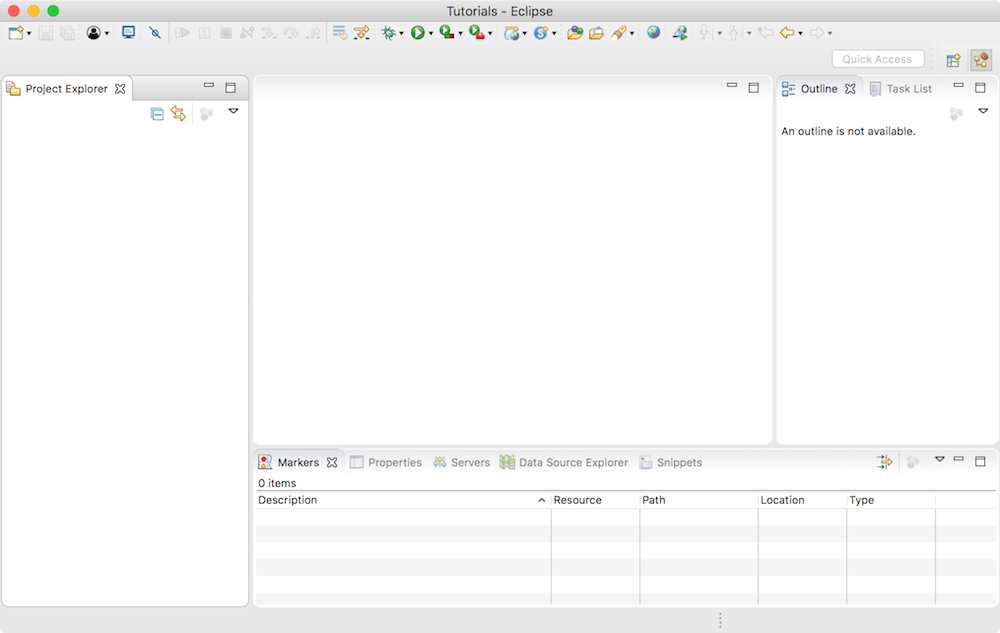 Tutorials - Eclipse
Quick Access
Project Explorer
Outline Task List
An outline is not available.
Markers Properties Servers Data Source Explorer Snippets
0 items
Description Resource Path Location Type